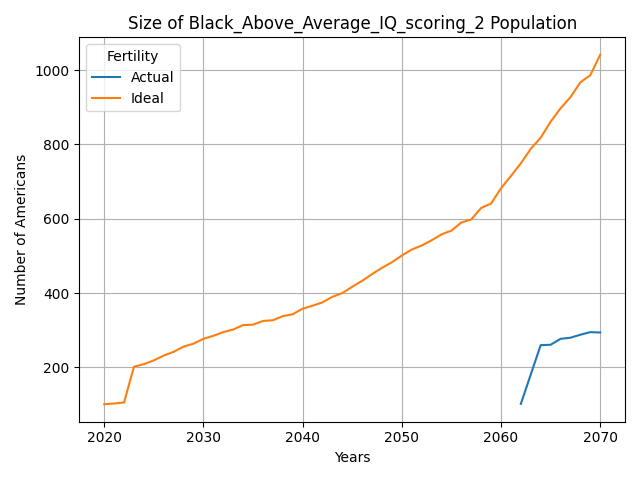 Size of Black_Above_Average_IQ_scoring_2 Population
Fertility
Actual
Ideal
1000
800
600
400
200
Number of Americans
2020 2030 2040 2050 2060 2070
Years